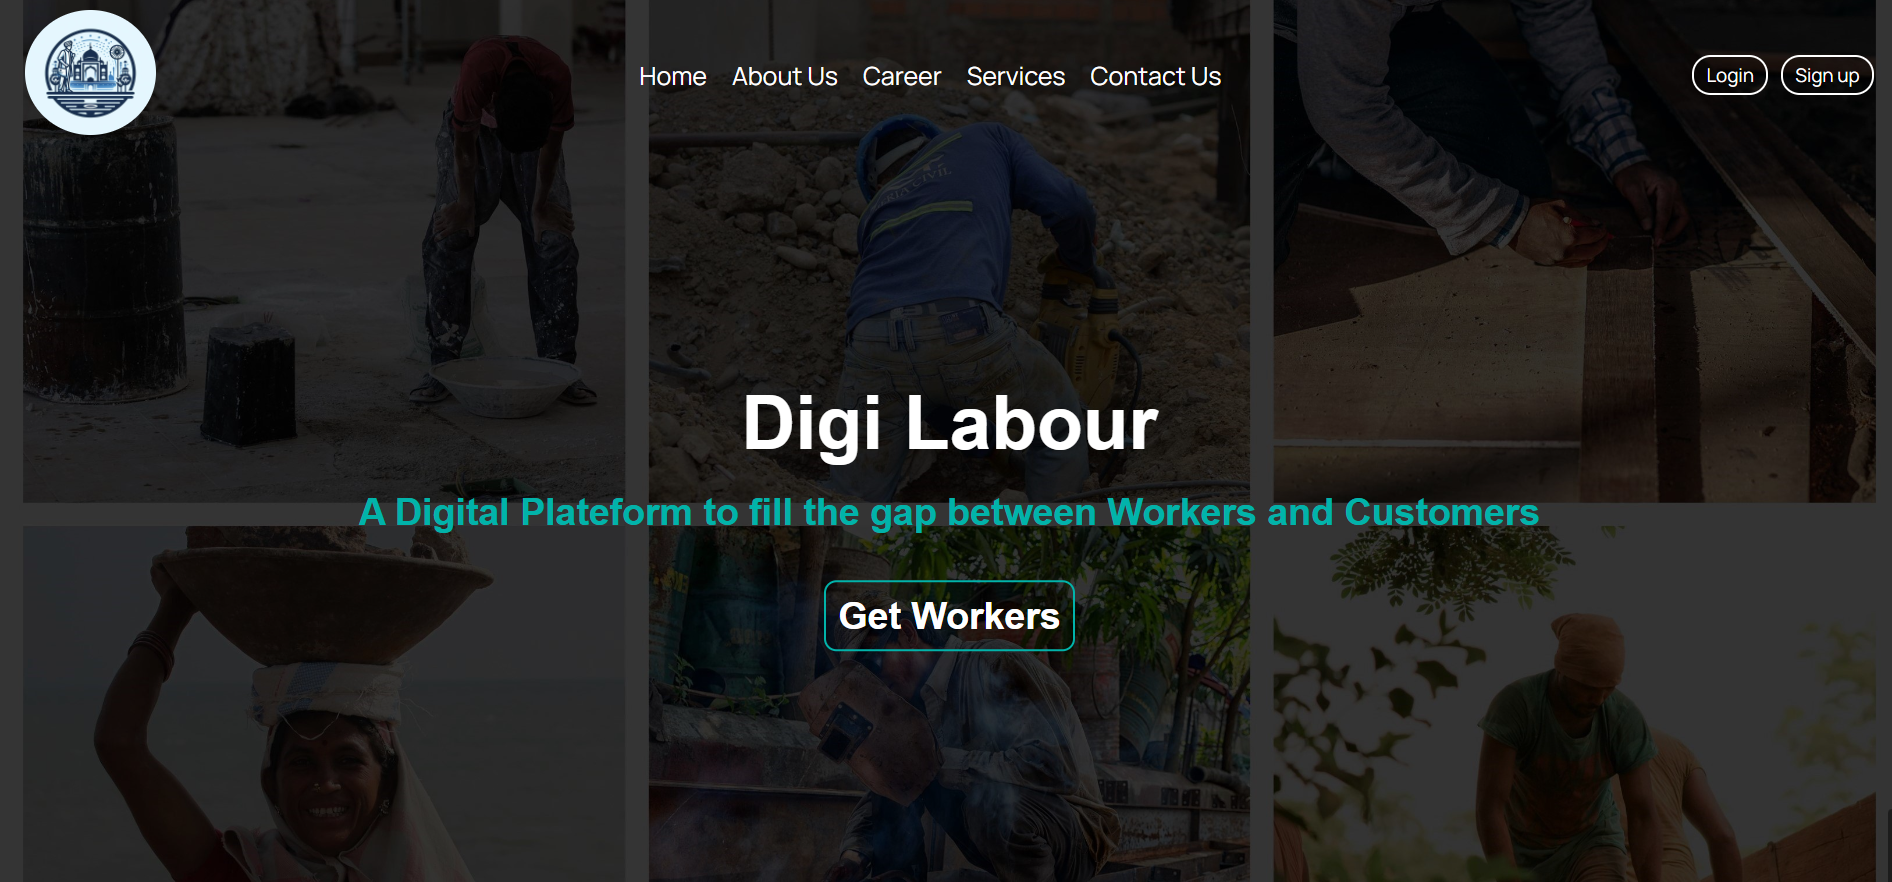 Home About Us Career Services Contact Us Login Sign up
Digi Labour
A Digital Plateform to fill the gap between Workers and Customers
Get Workers